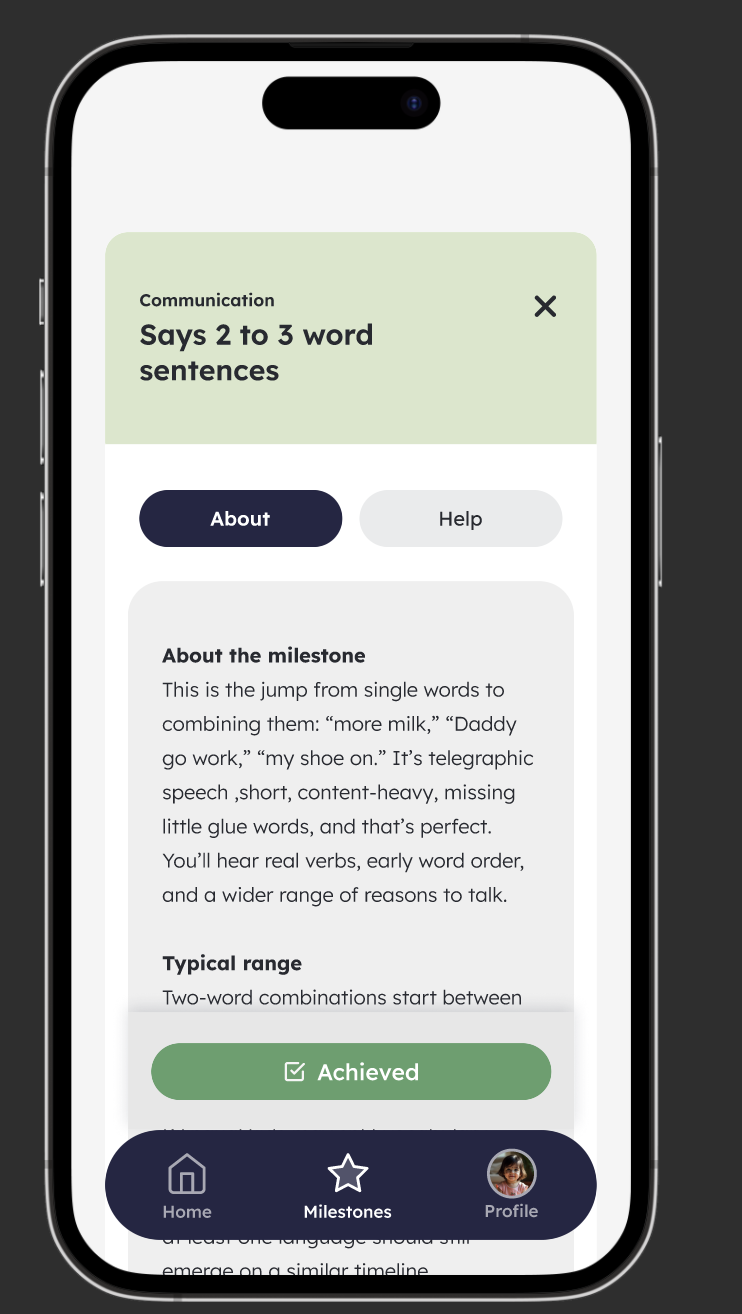 Communication
Says 2 to 3 word
sentences
About
Help
About the milestone
This is the jump from single words to
combining them: “more milk,” “Daddy
go work,” “my shoe on.” It’s telegraphic
speech ,short, content-heavy, missing
little glue words, and that’s perfect.
You’ll hear real verbs, early word order,
and a wider range of reasons to talk.
Typical range
Two-word combinations start between
Achieved
Home
Milestones
Profile
at least one language should still
emerge on a similar timeline